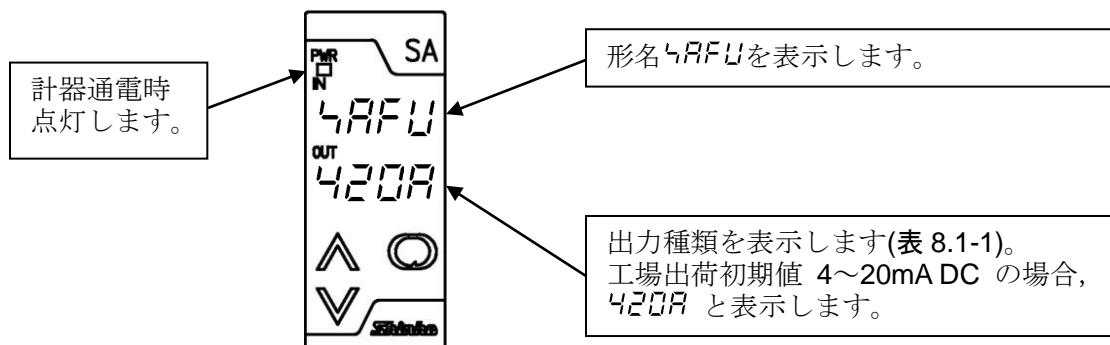 計器通電時
点灯します。
PWR
SA
IN
SAFU
OUT
420A
Shinko
形名SAFUを表示します。
出力種類を表示します(表 8.1-1)。
工場出荷初期値 4～20mA DC の場合,
420A と表示します。